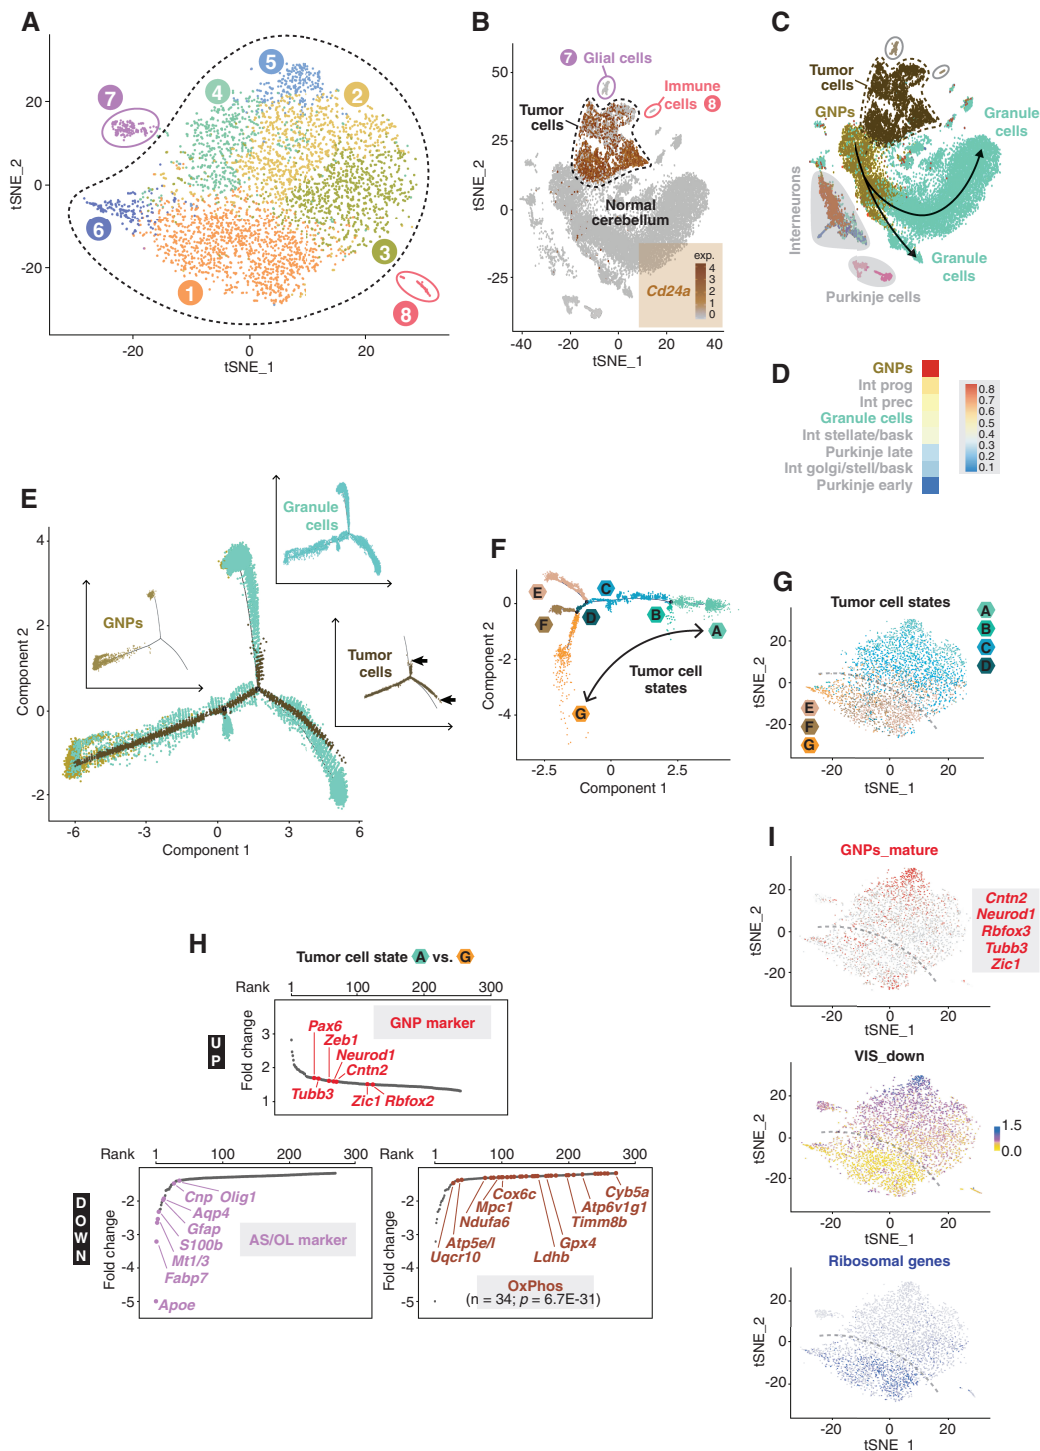 A
1
2
3
4
5
6
7
8
20
0
-20
tSNE_2
-20
0
20
tSNE_1
B
7 Glial cells
Immune
cells 8
Tumor
cells
Normal
cerebellum
exp.
4
3
2
1
0
Cd24a
50
25
0
-25
tSNE_2
-40
-20
0
20
40
tSNE_1
C
Tumor
cells
GNPs
Granule
cells
Interneurons
Granule
cells
Purkinje cells
D
GNPs
Int prog
Int prec
Granule cells
Int stellate/bask
Purkinje late
Int golgi/stell/bask
Purkinje early
0.8
0.7
0.6
0.5
0.4
0.3
0.2
0.1
E
Granule
cells
GNPs
Tumor
cells
4
2
0
-2
Component 2
-6
-3
0
3
6
Component 1
F
E
C
F
D
B
A
G
Tumor cell
states
0
-2
-4
Component 2
-2.5
0
2.5
Component 1
G
Tumor cell states
A
B
C
D
E
F
G
20
0
-20
tSNE_2
-20
0
20
tSNE_1
H
Tumor cell state A vs. G
Rank
1
100
200
300
UP
Fold change
3
2
1
GNP marker
Pax6
Zeb1
Neurod1
Cntn2
Tubb3
Zic1 Rbfox2
DOWN
Rank
1
100
200
300
Fold change
-2
-3
-4
-5
Cnp Olig1
Aqp4
Gfap
S100b
Mt1/3
Fabp7
Apoe
AS/OL marker
Rank
1
100
200
300
Fold change
-2
-3
-4
-5
Cox6c
Mpc1
Ndufa6
Atp5e/l
Uqcr10
Cyb5a
Atp6v1g1
Timm8b
Gpx4
Ldhb
OxPhos
(n = 34; p = 6.7E-31)
I
GNPs_mature
Cntn2
Neurod1
Rbfox3
Tubb3
Zic1
20
0
-20
tSNE_2
-20
0
20
tSNE_1
VIS_down
1.5
0.0
20
0
-20
tSNE_2
-20
0
20
tSNE_1
Ribosomal genes
20
0
-20
tSNE_2
-20
0
20
tSNE_1